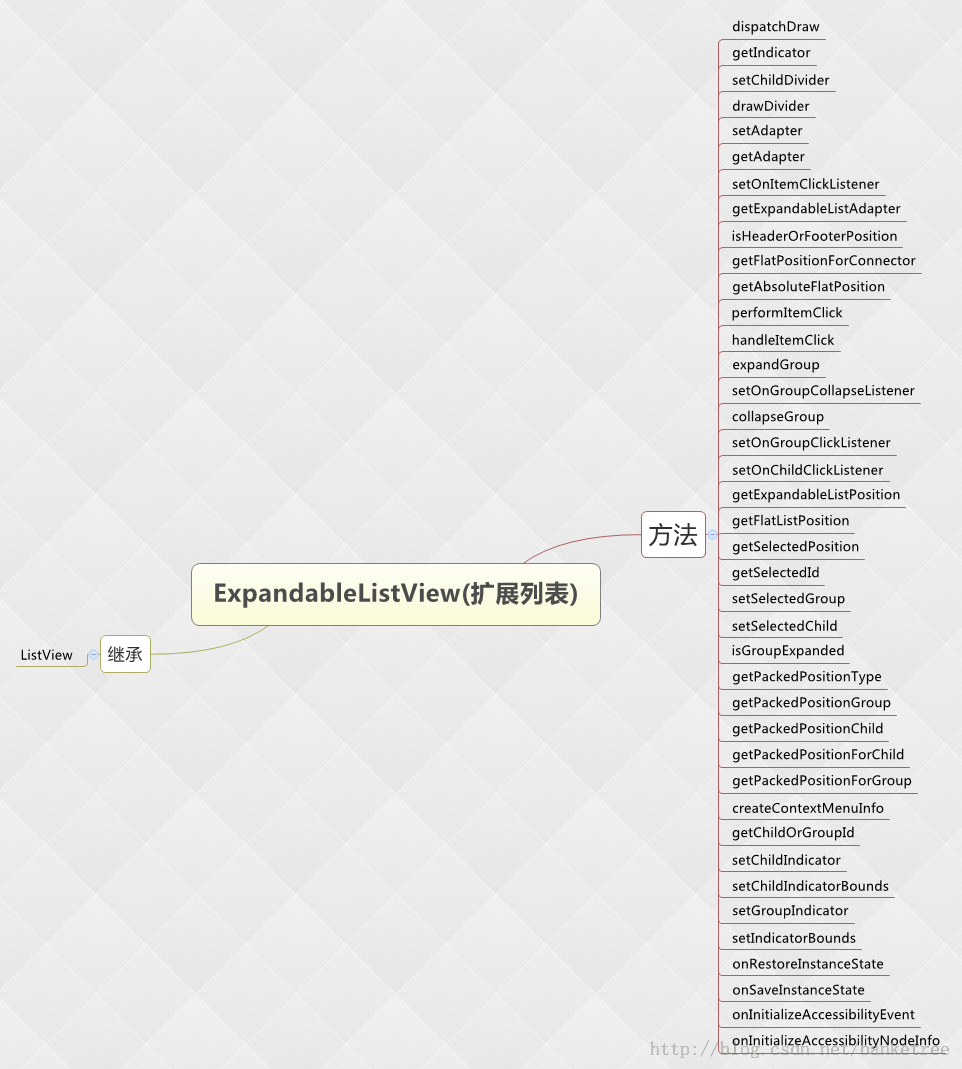 dispatchDraw
getIndicator
setChildDivider
drawDivider
setAdapter
getAdapter
setOnItemClickListener
getExpandableListAdapter
isHeaderOrFooterPosition
getFlatPositionForConnector
getAbsoluteFlatPosition
performItemClick
handleItemClick
expandGroup
setOnGroupCollapseListener
collapseGroup
setOnGroupClickListener
setOnChildClickListener
getExpandableListPosition
getFlatListPosition
方法
getSelectedPosition
getSelectedId
ExpandableListView(扩展列表)
setSelectedGroup
setSelectedChild
isGroupExpanded
ListView
继承
getPackedPositionType
getPackedPositionGroup
getPackedPositionChild
getPackedPositionForChild
getPackedPositionForGroup
createContextMenuInfo
getChildOrGroupId
setChildIndicator
setChildIndicatorBounds
setGroupIndicator
setIndicatorBounds
onRestoreInstanceState
onSaveInstanceState
onInitializeAccessibilityEvent
onInitializeAccessibilityNodeInfo
http://blog.csdn.net/banketree